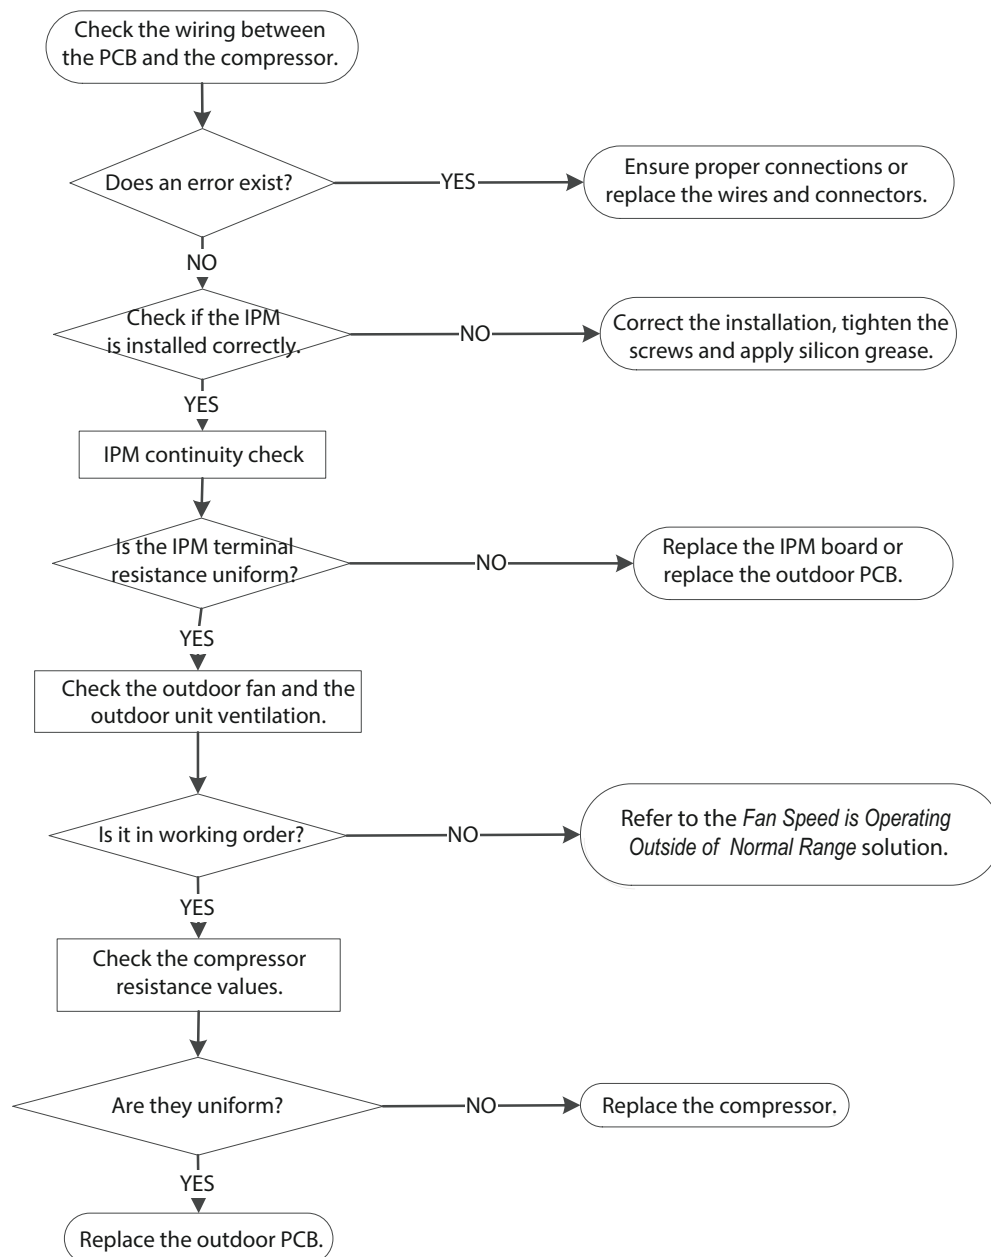 Check the wiring between
the PCB and the compressor.
Does an error exist?
YES
Ensure proper connections or
replace the wires and connectors.
NO
Check if the IPM
is installed correctly.
NO
Correct the installation, tighten the
screws and apply silicon grease.
YES
IPM continuity check
Is the IPM terminal
resistance uniform?
NO
Replace the IPM board or
replace the outdoor PCB.
YES
Check the outdoor fan and the
outdoor unit ventilation.
Is it in working order?
NO
Refer to the Fan Speed is Operating
Outside of Normal Range solution.
YES
Check the compressor
resistance values.
Are they uniform?
NO
Replace the compressor.
YES
Replace the outdoor PCB.